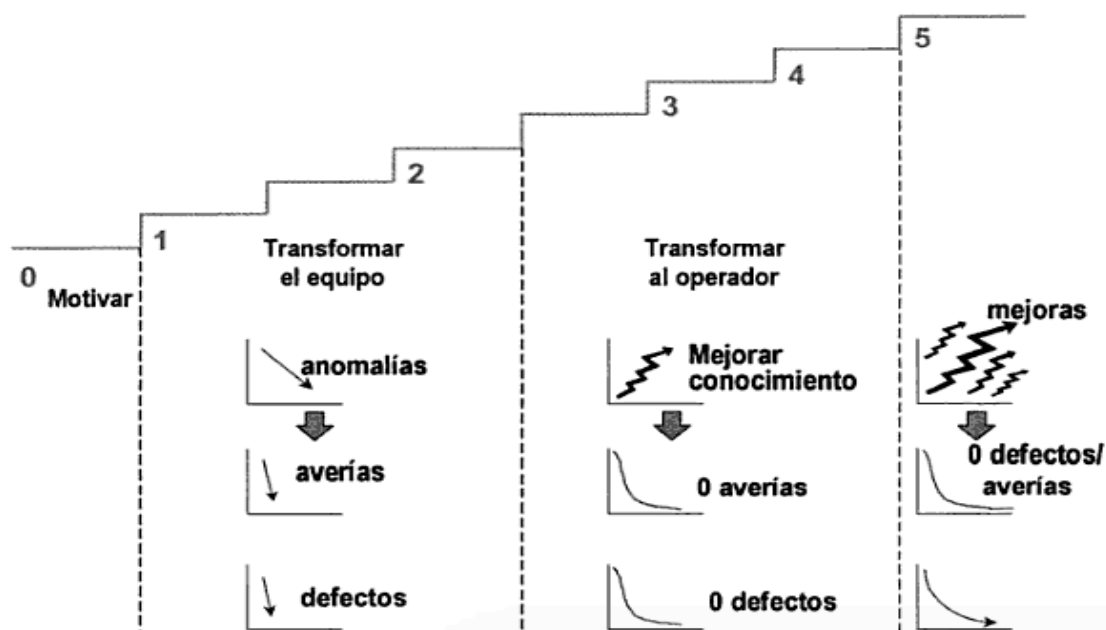 5
4
3
2
1
0
Motivar
Transformar
el equipo
Transformar
al operador
anomalías
Mejorar
conocimiento
mejoras
averías
0 averías
0 defectos/
averías
defectos
0 defectos